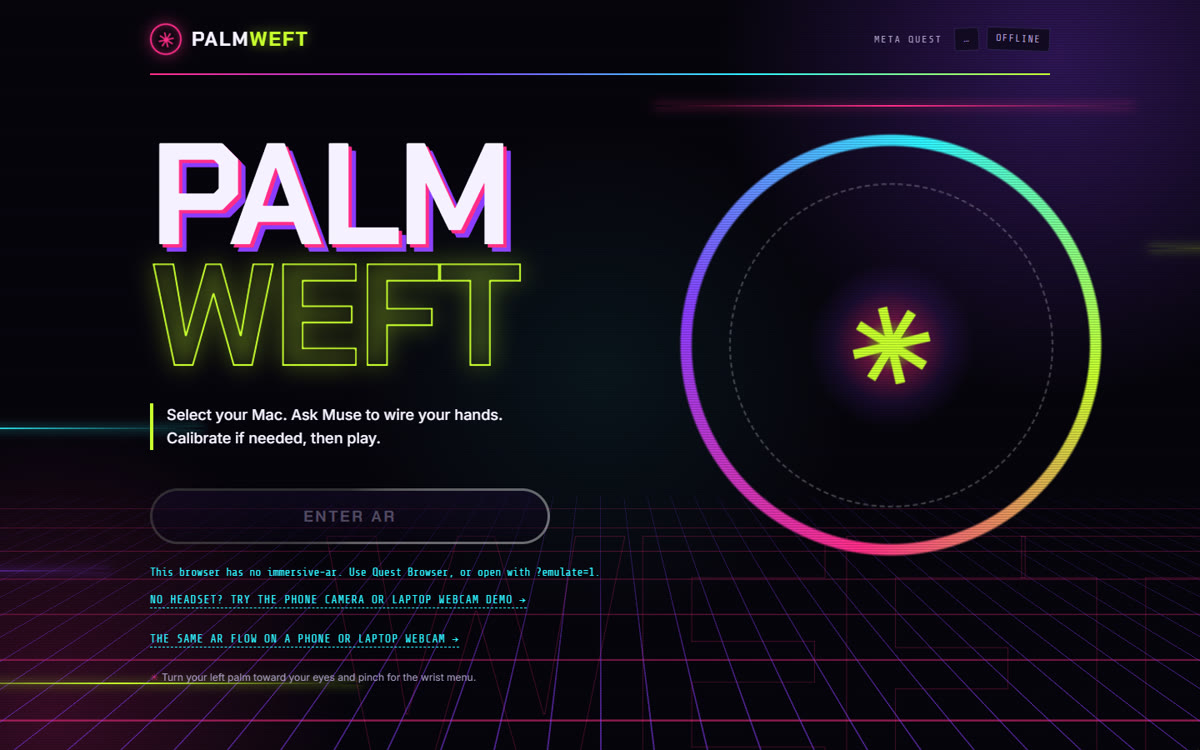 PALMWEFT
META QUEST … OFFLINE
PALM
WEFT
Select your Mac. Ask Muse to wire your hands.
Calibrate if needed, then play.
ENTER AR
This browser has no immersive-ar. Use Quest Browser, or open with ?emulate=1.
NO HEADSET? TRY THE PHONE CAMERA OR LAPTOP WEBCAM DEMO →
THE SAME AR FLOW ON A PHONE OR LAPTOP WEBCAM →
Turn your left palm toward your eyes and pinch for the wrist menu.